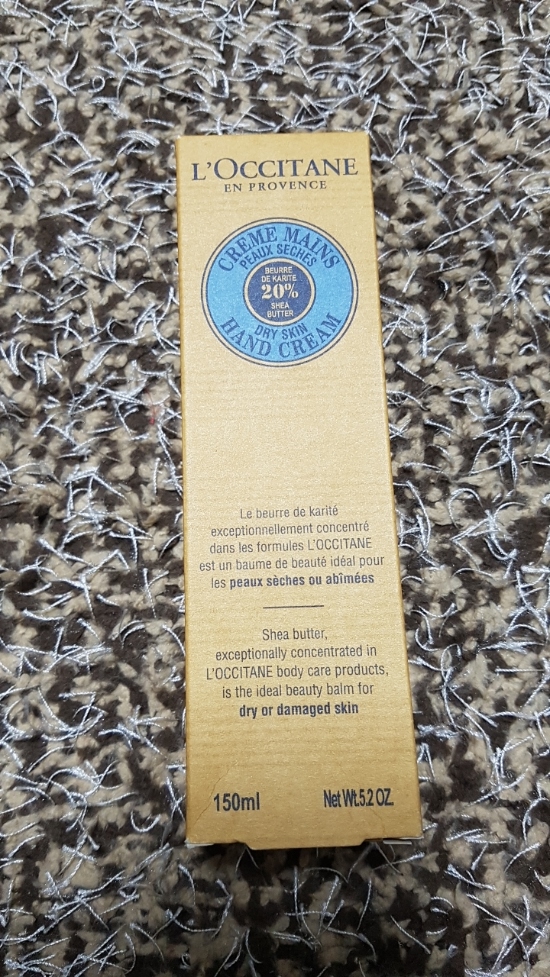 L'OCCITANE
EN PROVENCE
CRÈME MAINS
PEAUX SÈCHES
BEURRE
DE KARITÉ
20%
SHEA
BUTTER
DRY SKIN
HAND CREAM
Le beurre de karité
exceptionnellement concentré
dans les formules L'OCCITANE
est un baume de beauté idéal pour
les peaux sèches ou abîmées
Shea butter,
exceptionally concentrated in
L'OCCITANE body care products,
is the ideal beauty balm for
dry or damaged skin
150ml Net Wt.5.2 OZ.